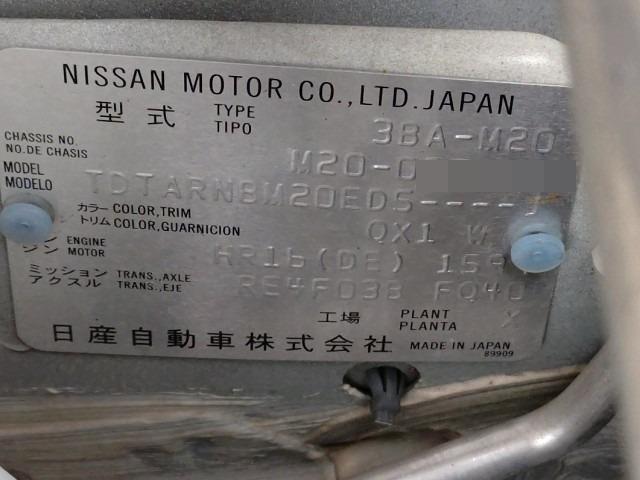 NISSAN MOTOR CO.,LTD. JAPAN
型式 TYPE TIPO 3BA-M20
CHASSIS NO. NO.DE CHASIS M20-0
MODEL MODELO TDTARNBM20EDS----J
カラー COLOR,TRIM トリム COLOR,GUARNICION QX1 W
ENGINE ジン MOTOR HR16(DE) 159
ミッション TRANS.,AXLE アクスル TRANS.,EJE RE4F03B FQ40
工場 PLANT PLANTA X
日産自動車株式会社 MADE IN JAPAN
89909